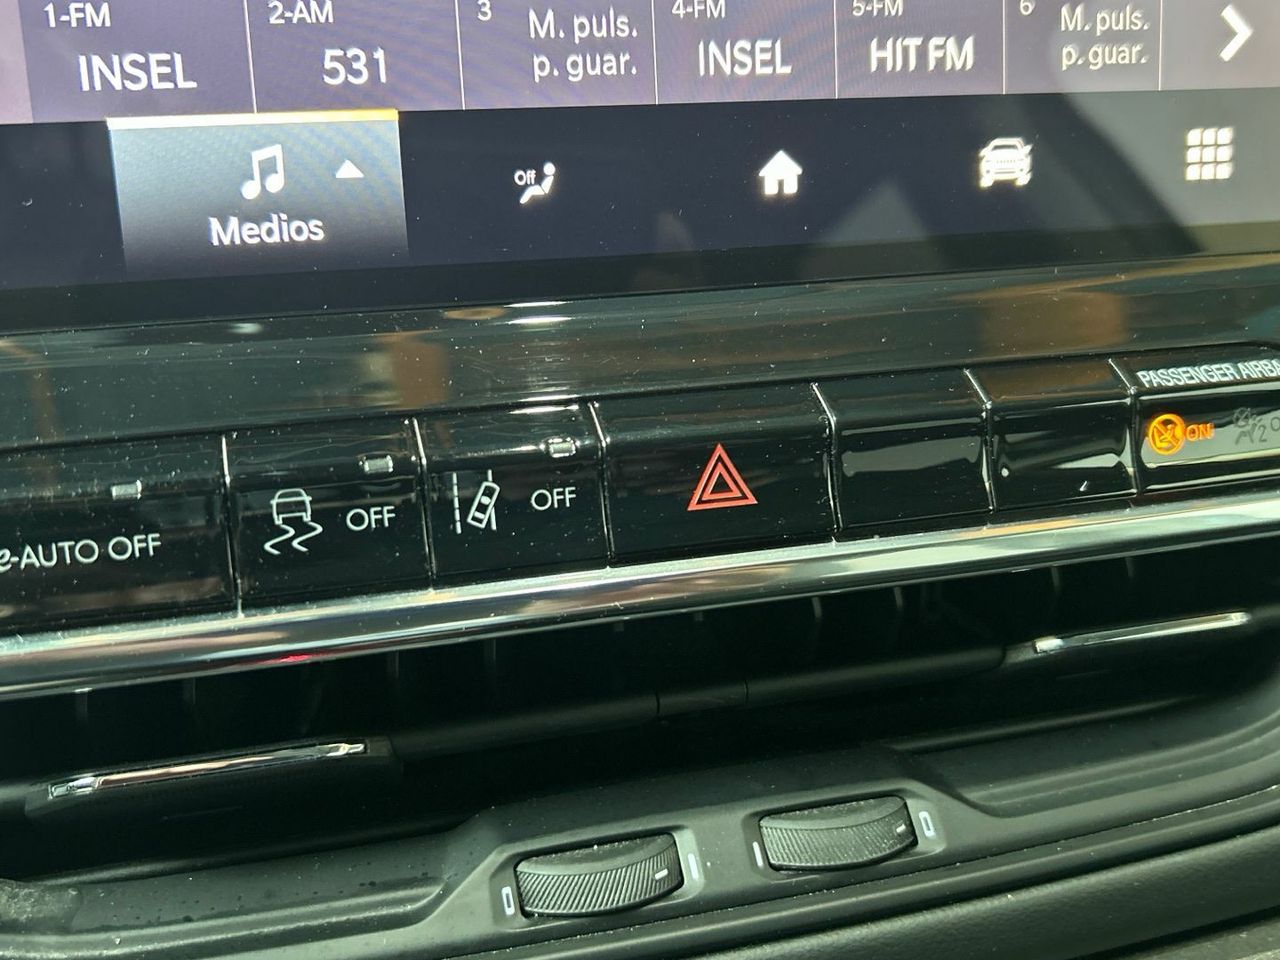 1-FM
INSEL
2-AM
531
3
M. puls.
p. guar.
4-FM
INSEL
5-FM
HIT FM
6
M. puls.
p. guar.
Medios
Off
PASSENGER AIRBA
ON
2
e-AUTO OFF
OFF
OFF